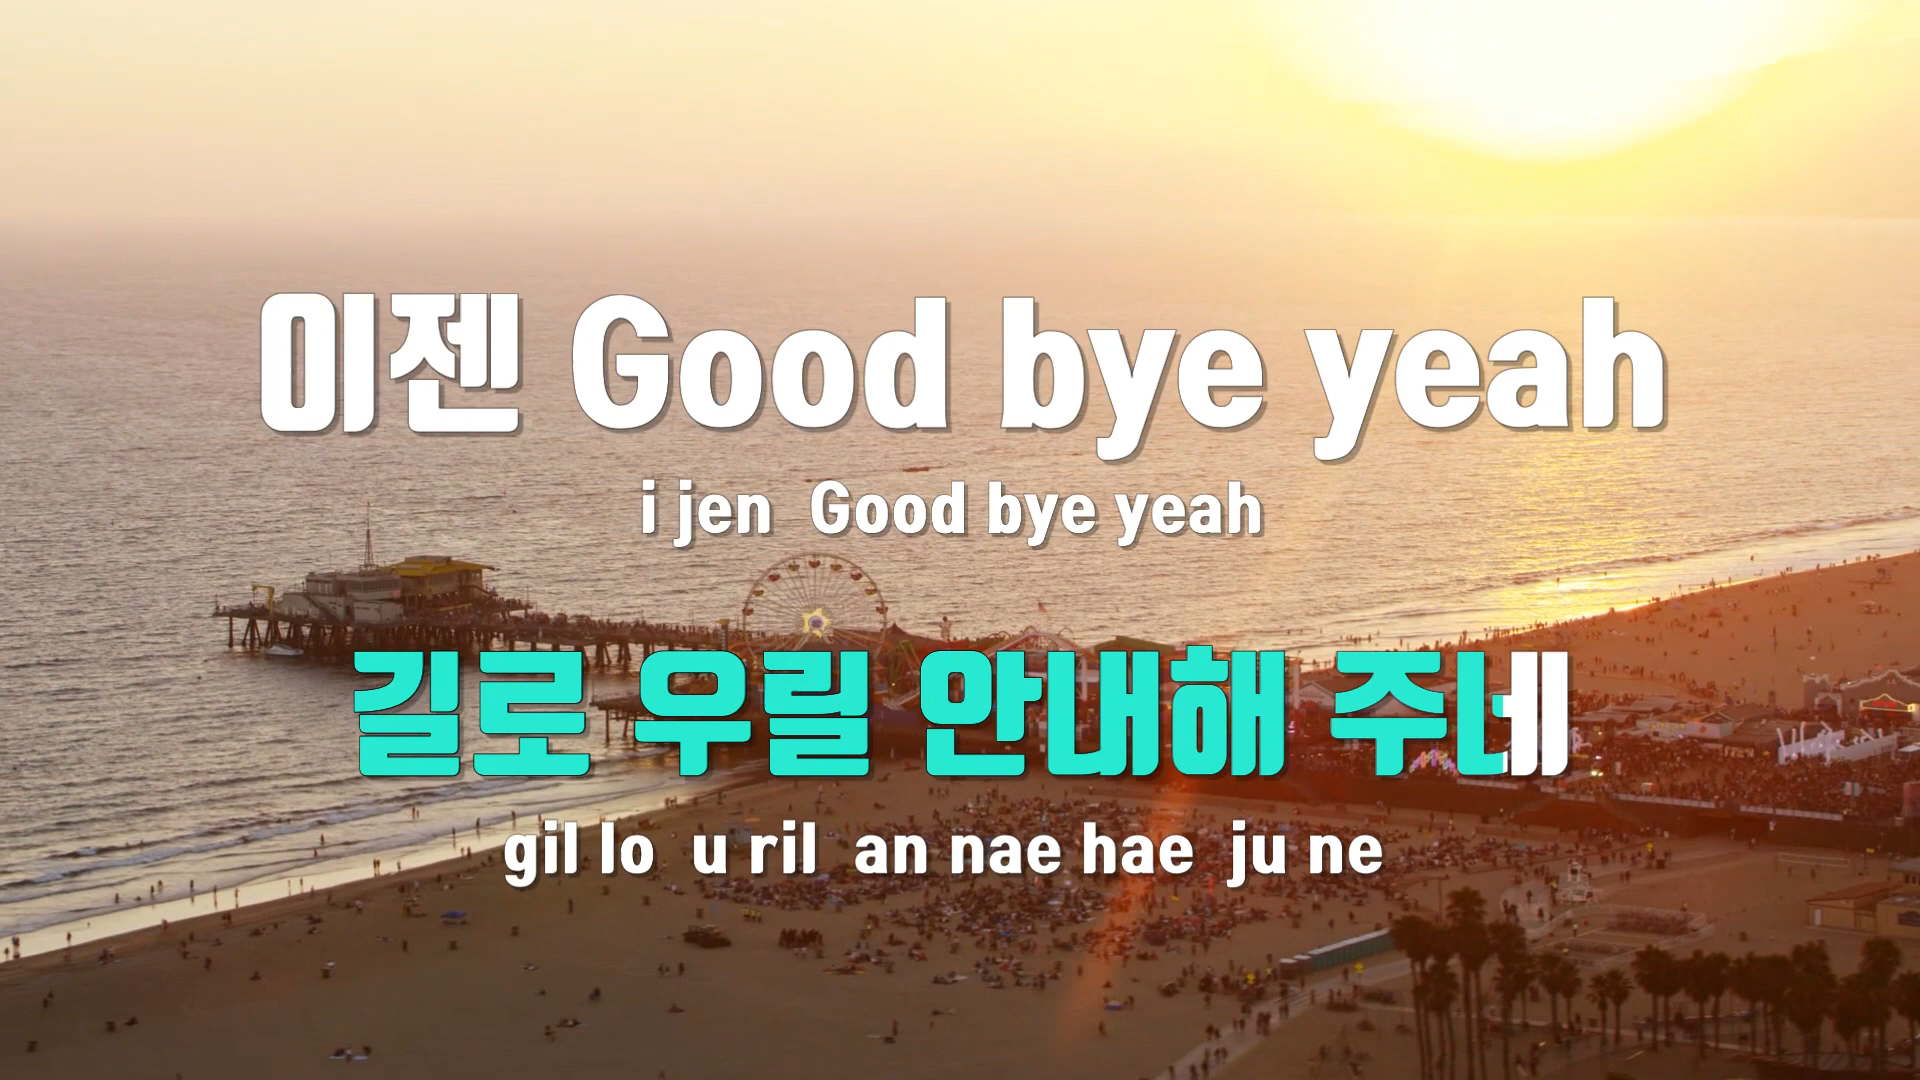 이젠 Good bye yeah
i jen Good bye yeah
길로 우릴 안내해 주네
gil lo u ril an nae hae ju ne